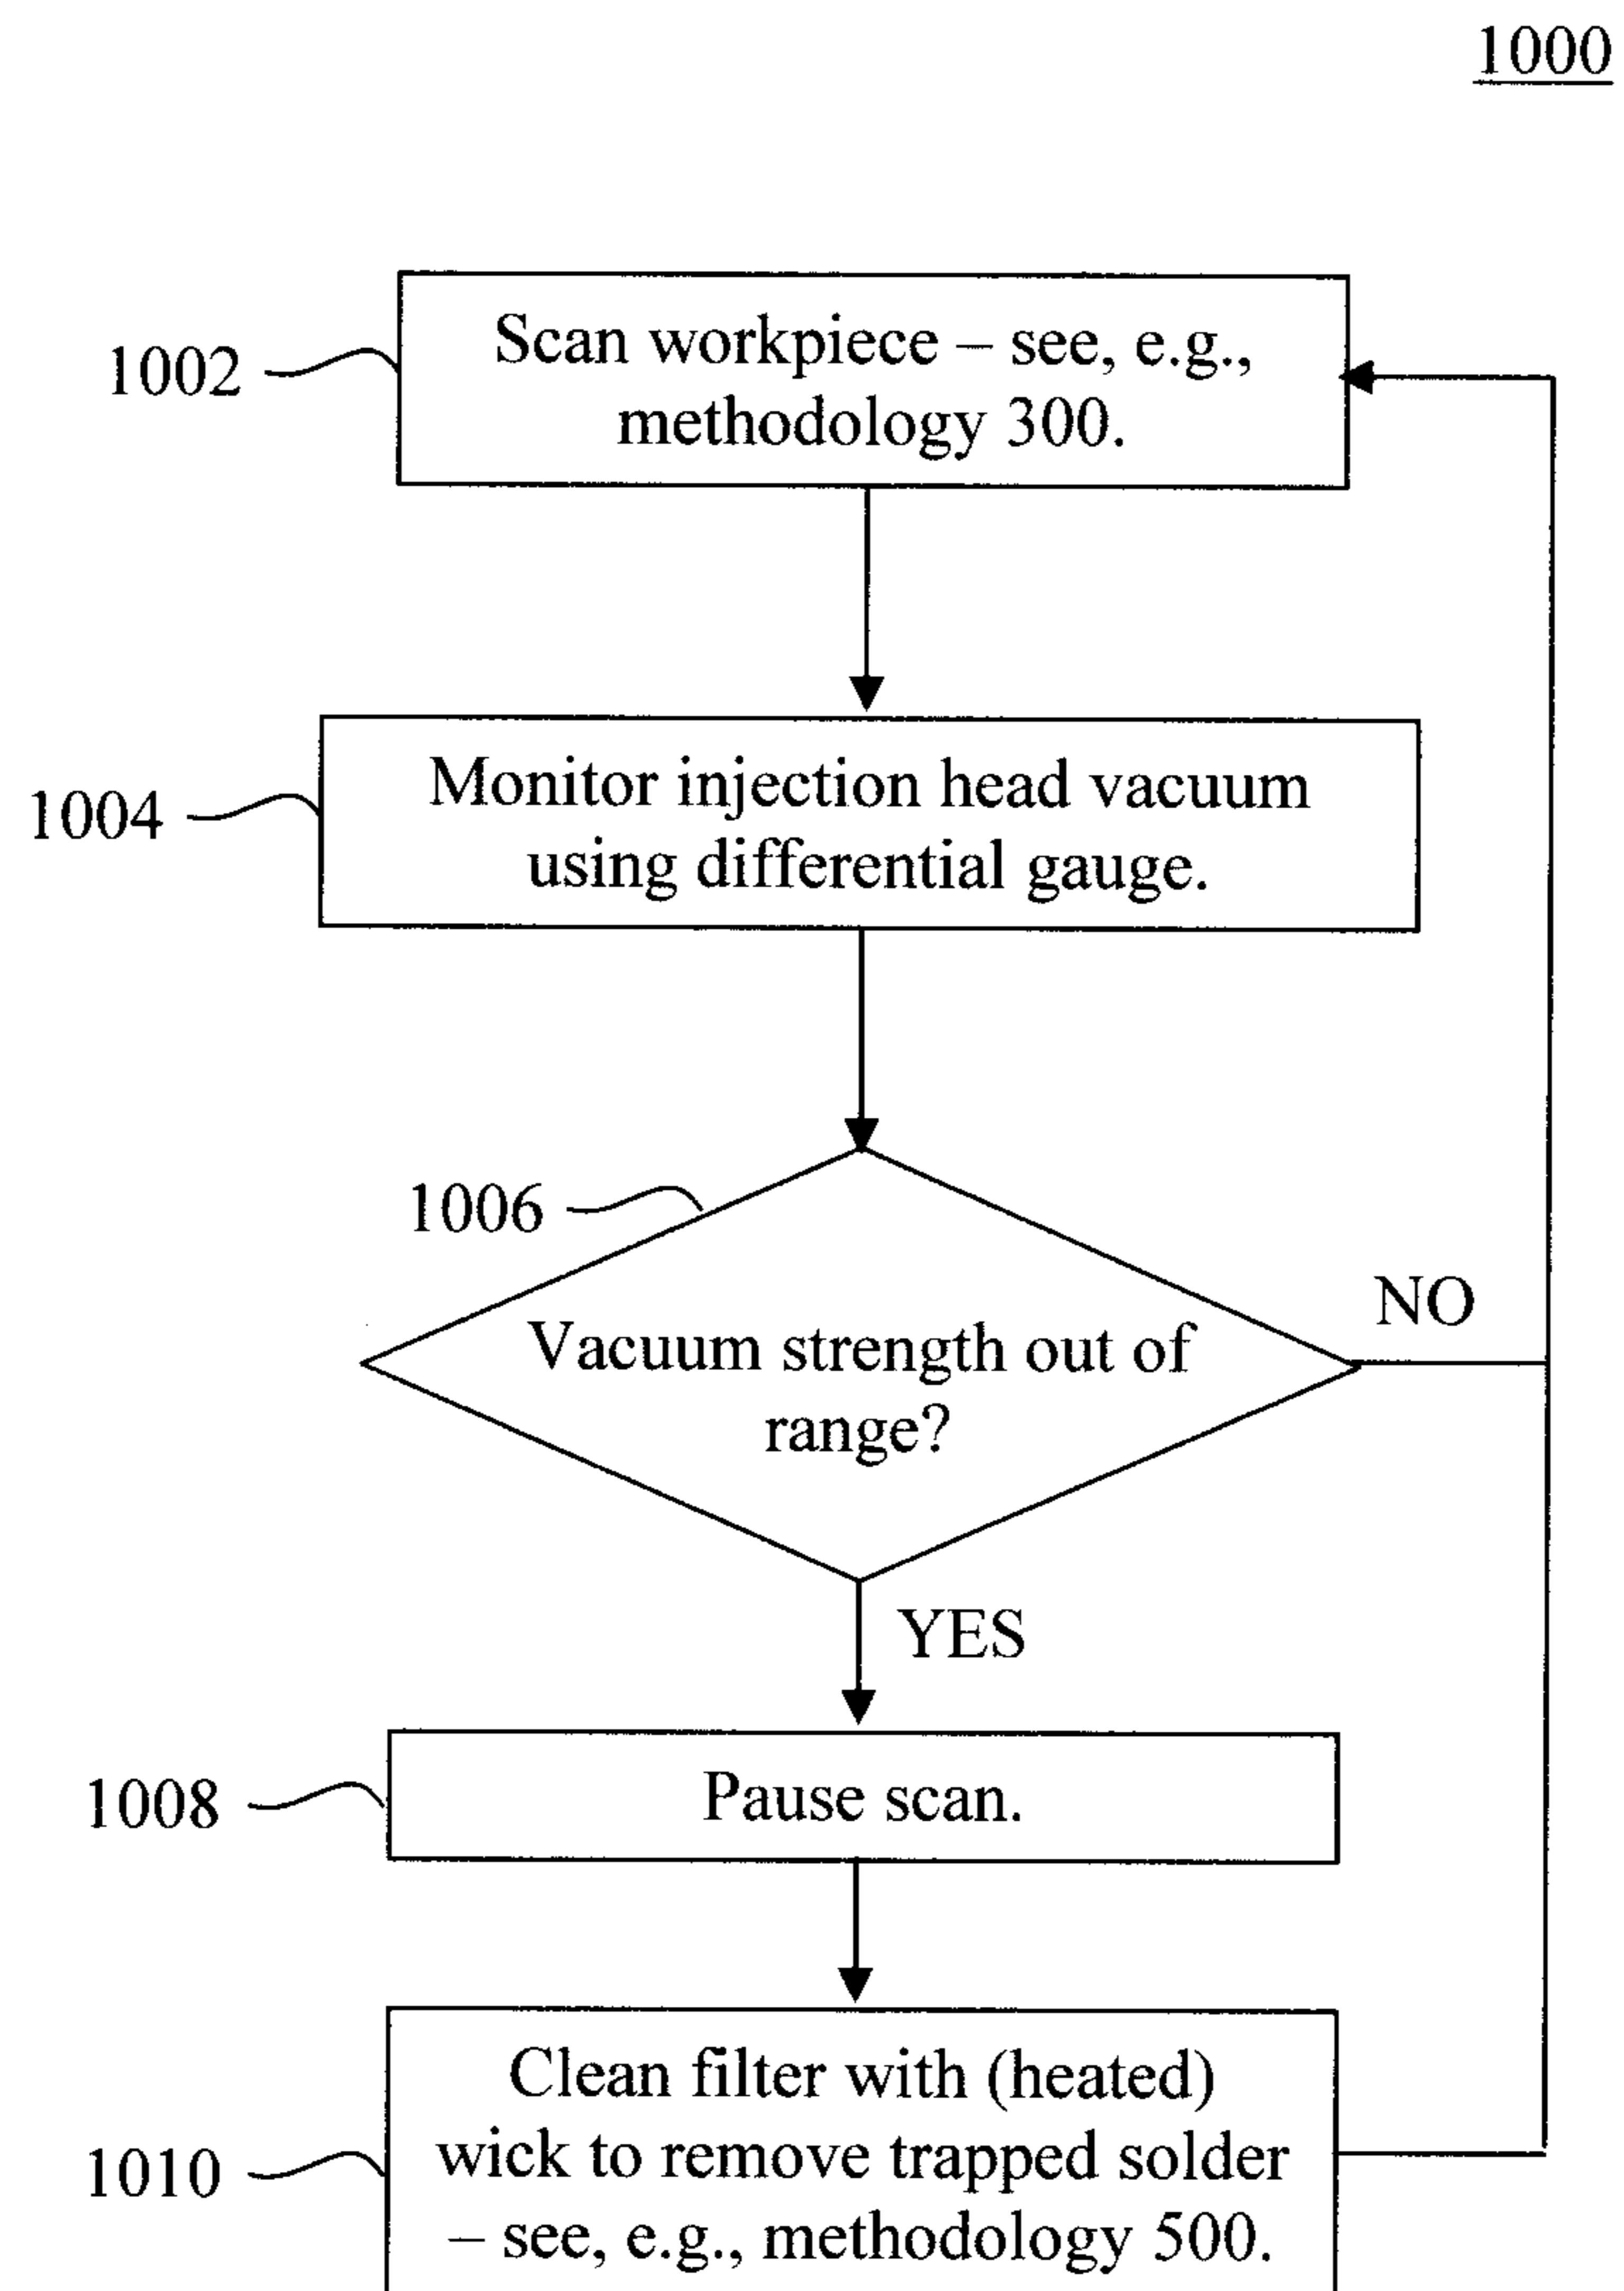 1000
1002
Scan workpiece – see, e.g.,
methodology 300.
1004
Monitor injection head vacuum
using differential gauge.
1006
Vacuum strength out of
range?
NO
YES
1008
Pause scan.
1010
Clean filter with (heated)
wick to remove trapped solder
– see, e.g., methodology 500.